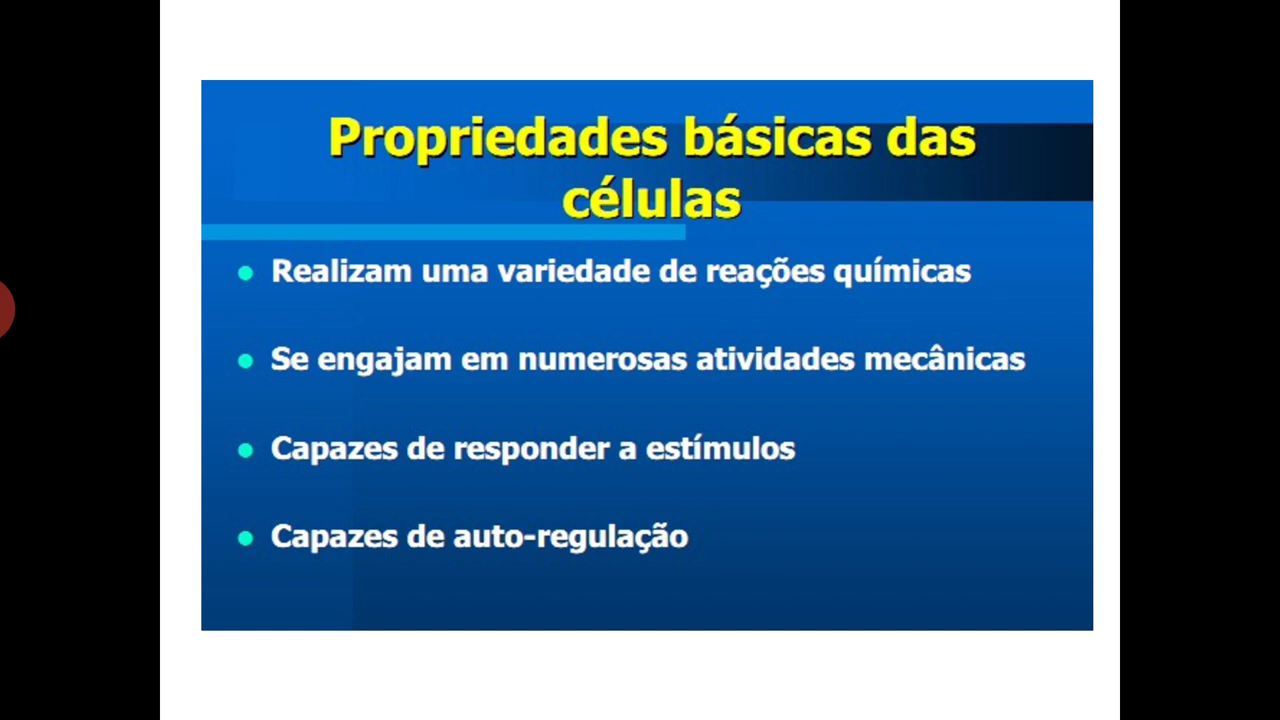 Propriedades básicas das
células
Realizam uma variedade de reações químicas
Se engajam em numerosas atividades mecânicas
Capazes de responder a estímulos
Capazes de auto-regulação